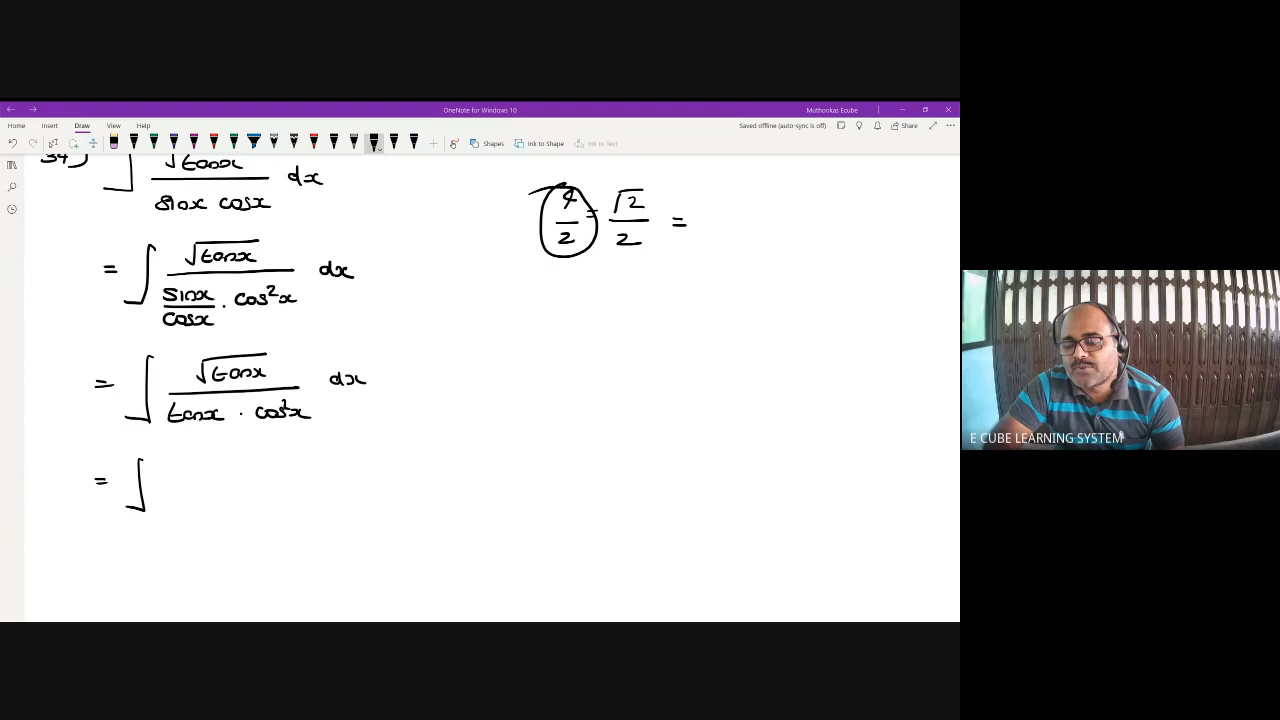 OneNote for Windows 10
Muthookas Ecube
Home Insert Draw View Help
Saved offline (auto-sync is off)
Share
Shapes
Ink to Shape
Ink to Text
34) ∫ √tanx / sinx cosx dx
= ∫ √tanx / (sinx/cosx · cos²x) dx
= ∫ √tanx / (tanx · cos²x) dx
= ∫
4/2 = √2/2 =
E CUBE LEARNING SYSTEM